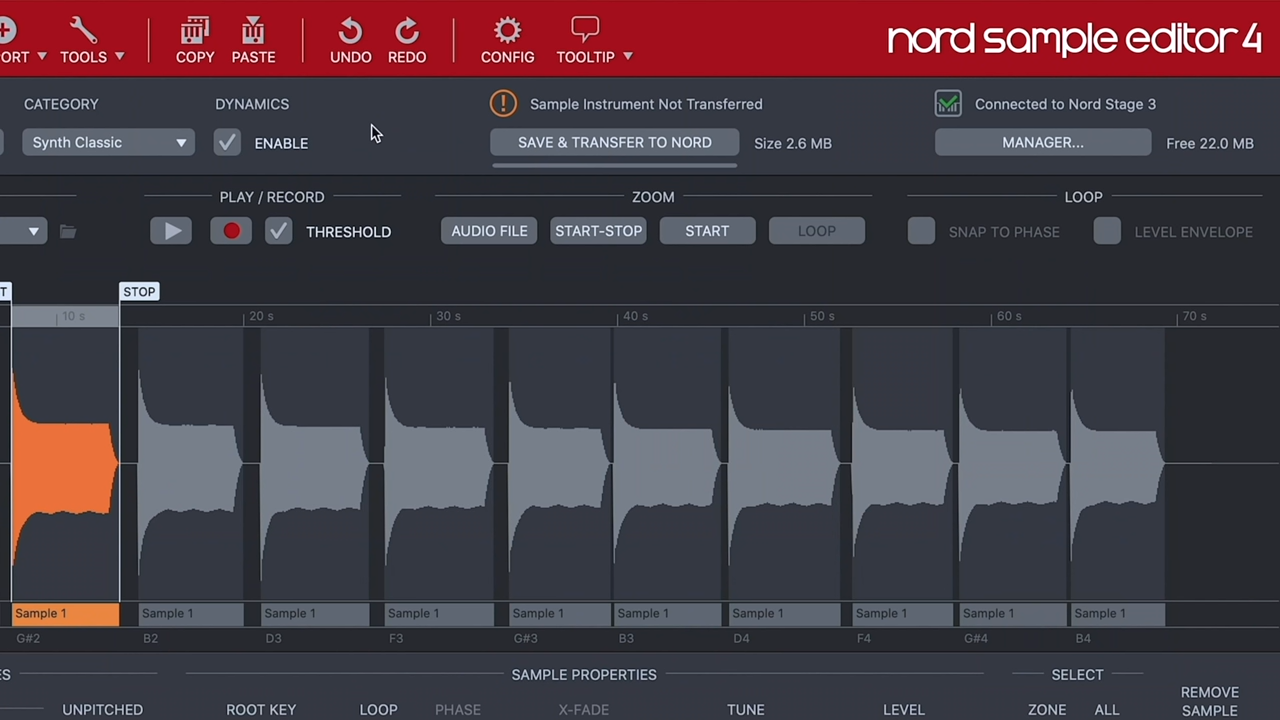 nord sample editor 4
TOOLS
COPY
PASTE
UNDO
REDO
CONFIG
TOOLTIP
CATEGORY
DYNAMICS
Sample Instrument Not Transferred
Connected to Nord Stage 3
Synth Classic
ENABLE
SAVE & TRANSFER TO NORD
Size 2.6 MB
MANAGER...
Free 22.0 MB
PLAY / RECORD
ZOOM
LOOP
THRESHOLD
AUDIO FILE
START-STOP
START
LOOP
SNAP TO PHASE
LEVEL ENVELOPE
STOP
10 s
20 s
30 s
40 s
50 s
60 s
70 s
Sample 1
Sample 1
Sample 1
Sample 1
Sample 1
Sample 1
Sample 1
Sample 1
Sample 1
Sample 1
G#2
B2
D3
F3
G#3
B3
D4
F4
G#4
B4
SAMPLE PROPERTIES
SELECT
UNPITCHED
ROOT KEY
LOOP
PHASE
X-FADE
TUNE
LEVEL
ZONE
ALL
REMOVE
SAMPLE